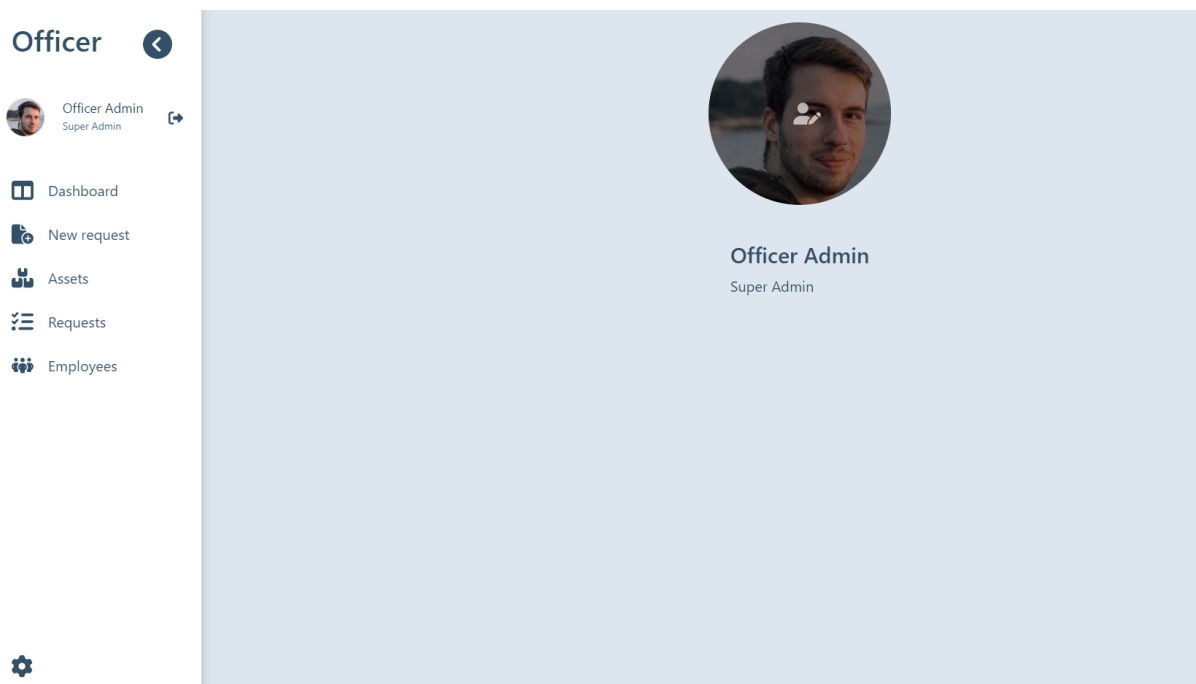 Officer
Officer Admin
Super Admin
Dashboard
New request
Assets
Requests
Employees
Officer Admin
Super Admin